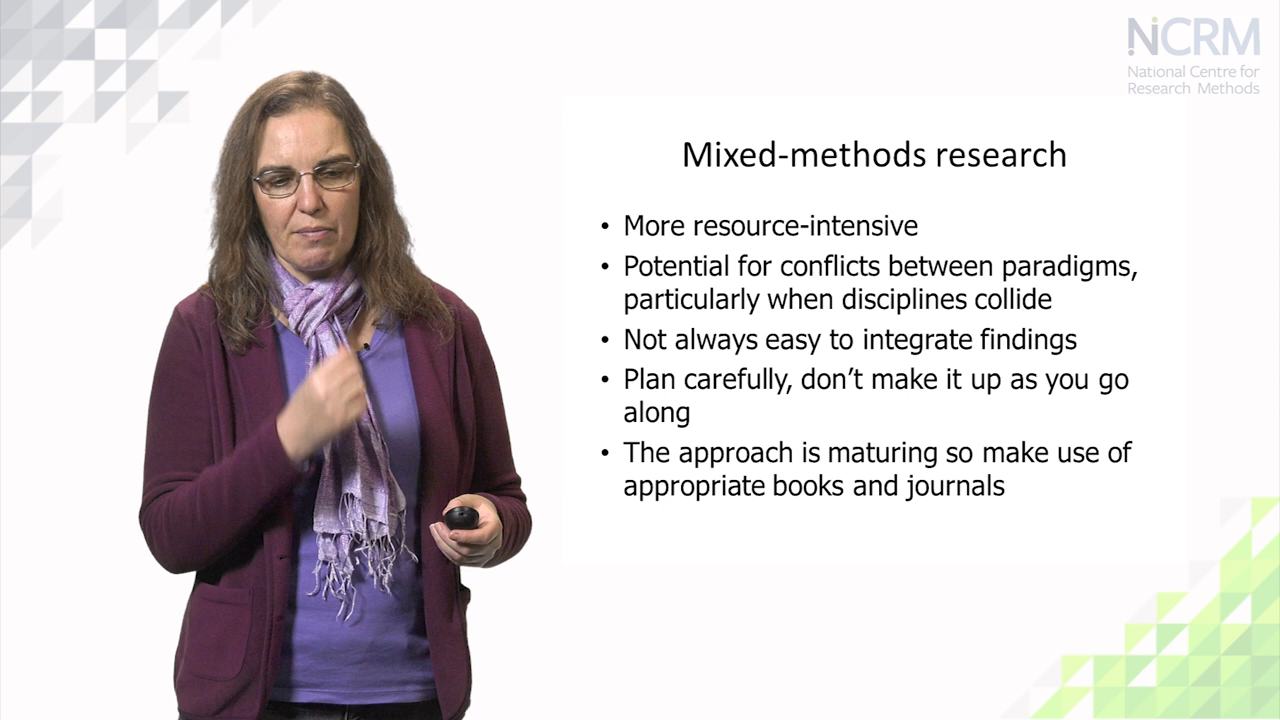 NCRM
National Centre for
Research Methods
Mixed-methods research
• More resource-intensive
• Potential for conflicts between paradigms,
particularly when disciplines collide
• Not always easy to integrate findings
• Plan carefully, don’t make it up as you go
along
• The approach is maturing so make use of
appropriate books and journals